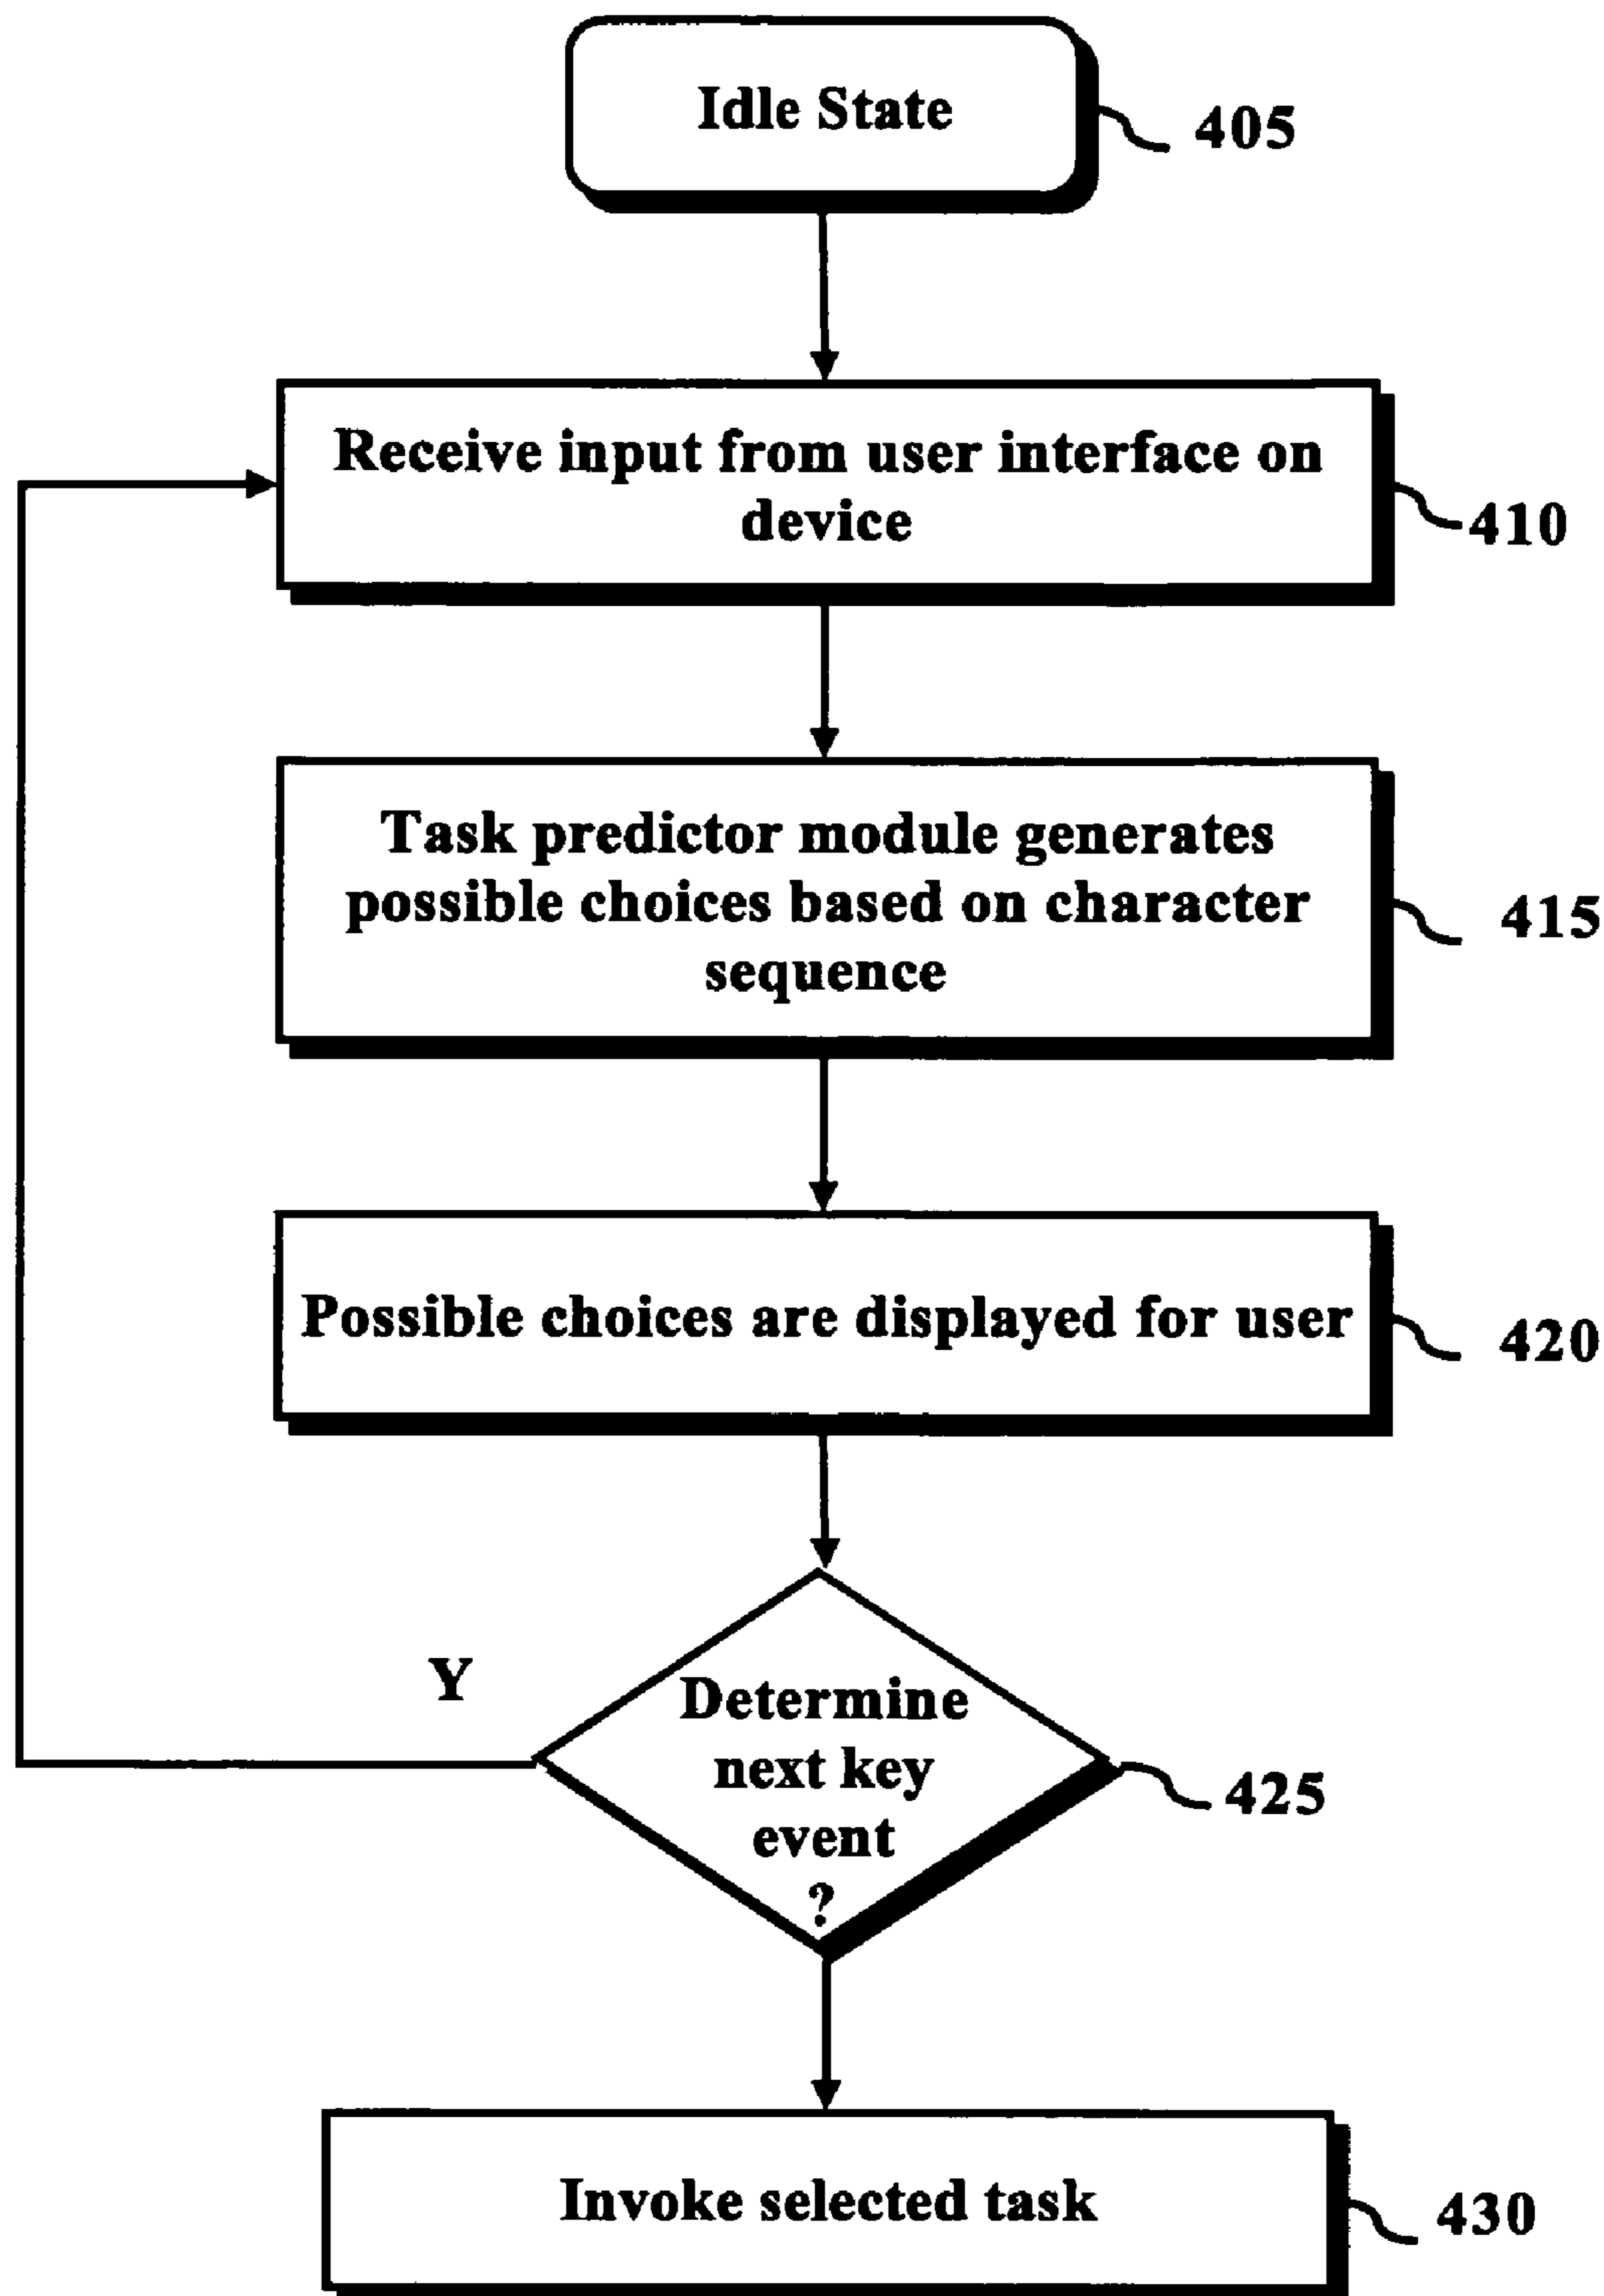 Idle State
405
Receive input from user interface on
device
410
Task predictor module generates
possible choices based on character
sequence
415
Possible choices are displayed for user
420
Y
Determine
next key
event
?
425
Invoke selected task
430